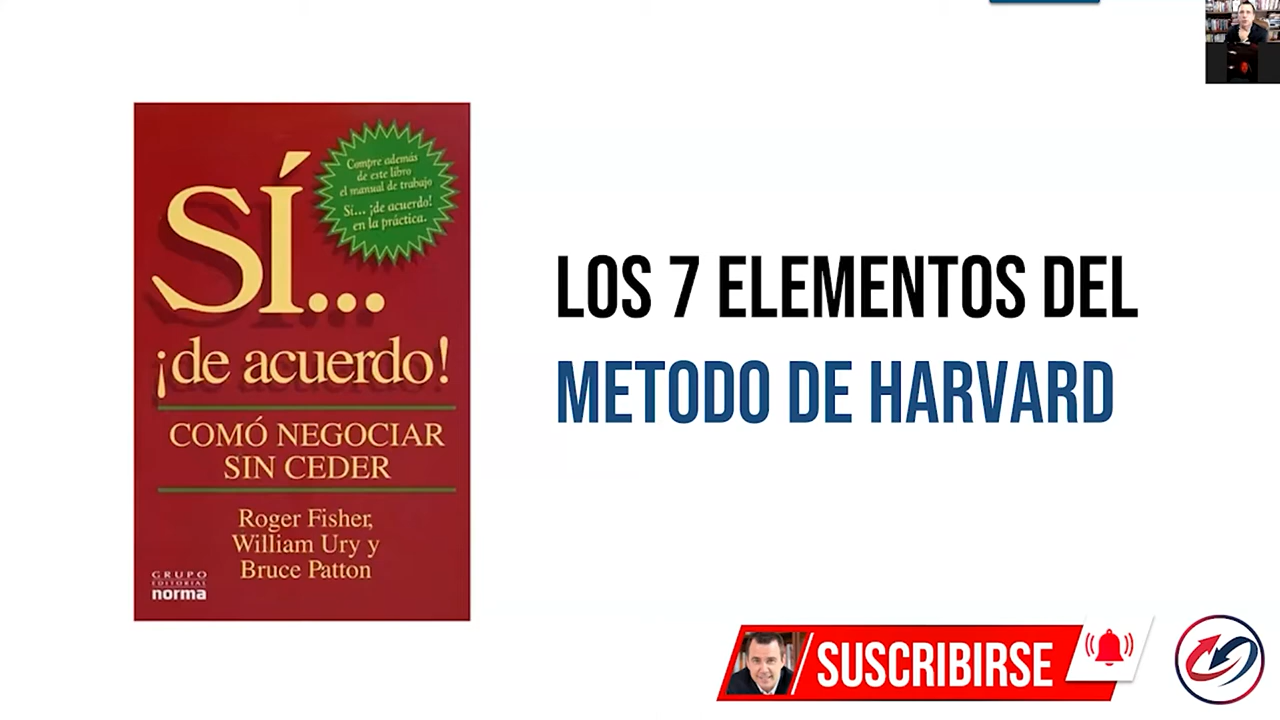 SÍ...
Compre además
de este libro
el manual de trabajo
Sí... ¡de acuerdo!
en la práctica.
¡de acuerdo!
COMÓ NEGOCIAR
SIN CEDER
Roger Fisher,
William Ury y
Bruce Patton
GRUPO
EDITORIAL
norma
LOS 7 ELEMENTOS DEL
METODO DE HARVARD
SUSCRIBIRSE